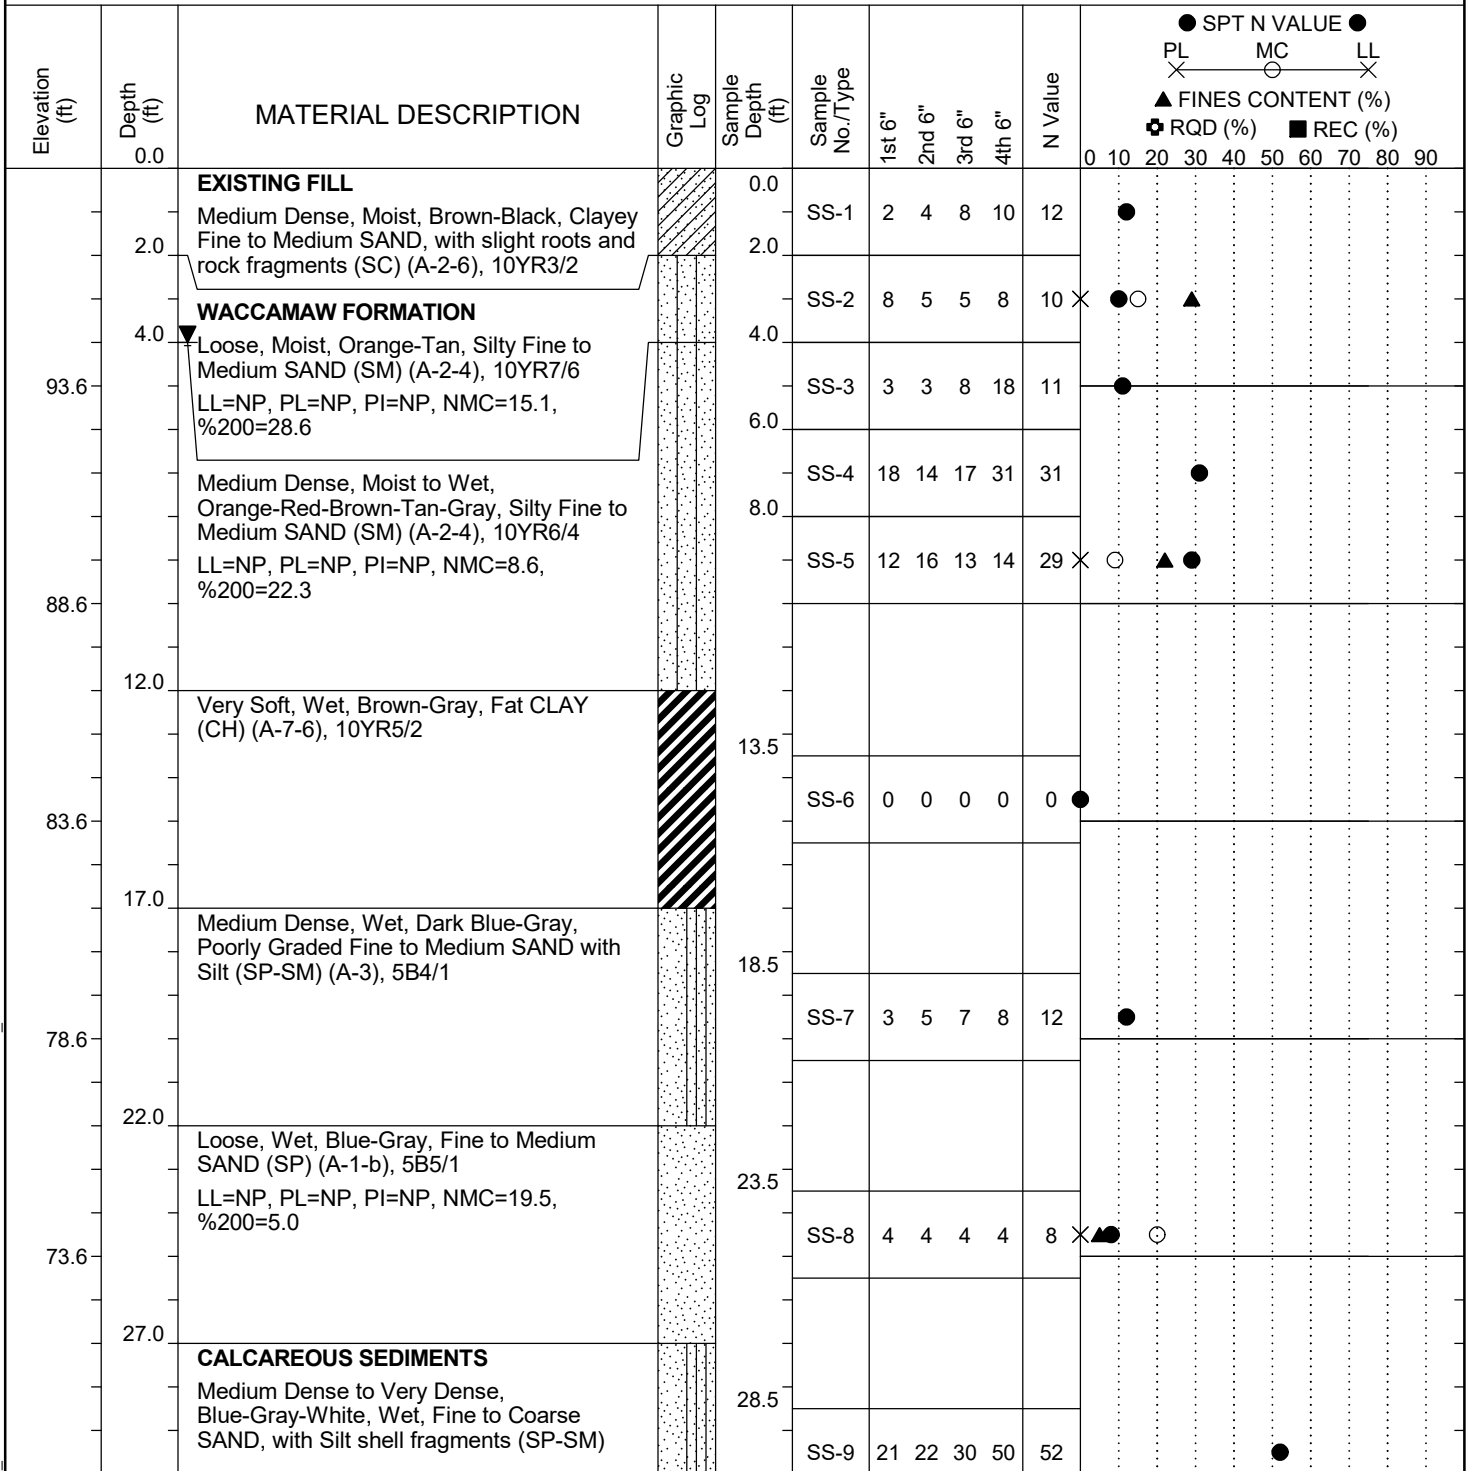 ● SPT N VALUE ●
PL MC LL
▲ FINES CONTENT (%)
RQD (%) ■ REC (%)
Elevation (ft)
Depth (ft)
MATERIAL DESCRIPTION
Graphic Log
Sample Depth (ft)
Sample No./Type
1st 6"
2nd 6"
3rd 6"
4th 6"
N Value
0.0
0 10 20 30 40 50 60 70 80 90
EXISTING FILL
0.0
Medium Dense, Moist, Brown-Black, Clayey
SS-1 2 4 8 10 12
Fine to Medium SAND, with slight roots and
2.0
2.0
rock fragments (SC) (A-2-6), 10YR3/2
WACCAMAW FORMATION
SS-2 8 5 5 8 10
4.0
4.0
Loose, Moist, Orange-Tan, Silty Fine to
Medium SAND (SM) (A-2-4), 10YR7/6
93.6
SS-3 3 3 8 18 11
LL=NP, PL=NP, PI=NP, NMC=15.1,
%200=28.6
6.0
Medium Dense, Moist to Wet,
SS-4 18 14 17 31 31
Orange-Red-Brown-Tan-Gray, Silty Fine to
8.0
Medium SAND (SM) (A-2-4), 10YR6/4
LL=NP, PL=NP, PI=NP, NMC=8.6,
SS-5 12 16 13 14 29
%200=22.3
88.6
12.0
Very Soft, Wet, Brown-Gray, Fat CLAY
(CH) (A-7-6), 10YR5/2
13.5
SS-6 0 0 0 0 0
83.6
17.0
Medium Dense, Wet, Dark Blue-Gray,
Poorly Graded Fine to Medium SAND with
Silt (SP-SM) (A-3), 5B4/1
18.5
SS-7 3 5 7 8 12
78.6
22.0
Loose, Wet, Blue-Gray, Fine to Medium
SAND (SP) (A-1-b), 5B5/1
23.5
LL=NP, PL=NP, PI=NP, NMC=19.5,
%200=5.0
SS-8 4 4 4 4 8
73.6
27.0
CALCAREOUS SEDIMENTS
Medium Dense to Very Dense,
28.5
Blue-Gray-White, Wet, Fine to Coarse
SAND, with Silt shell fragments (SP-SM)
SS-9 21 22 30 50 52